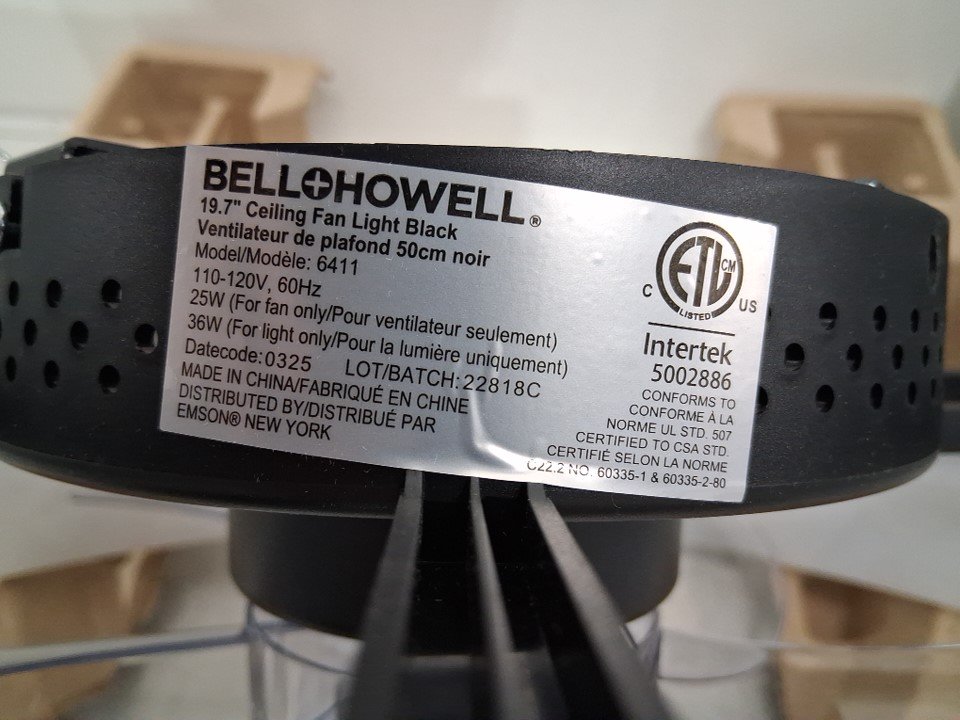 BELL+HOWELL®
19.7" Ceiling Fan Light Black
Ventilateur de plafond 50cm noir
Model/Modèle: 6411
110-120V, 60Hz
25W (For fan only/Pour ventilateur seulement)
36W (For light only/Pour la lumière uniquement)
Datecode:0325 LOT/BATCH:22818C
MADE IN CHINA/FABRIQUÉ EN CHINE
DISTRIBUTED BY/DISTRIBUÉ PAR
EMSON® NEW YORK
ETL CM
C US
LISTED
Intertek
5002886
CONFORMS TO
CONFORME À LA
NORME UL STD. 507
CERTIFIED TO CSA STD.
CERTIFIÉ SELON LA NORME
C22.2 NO. 60335-1 & 60335-2-80